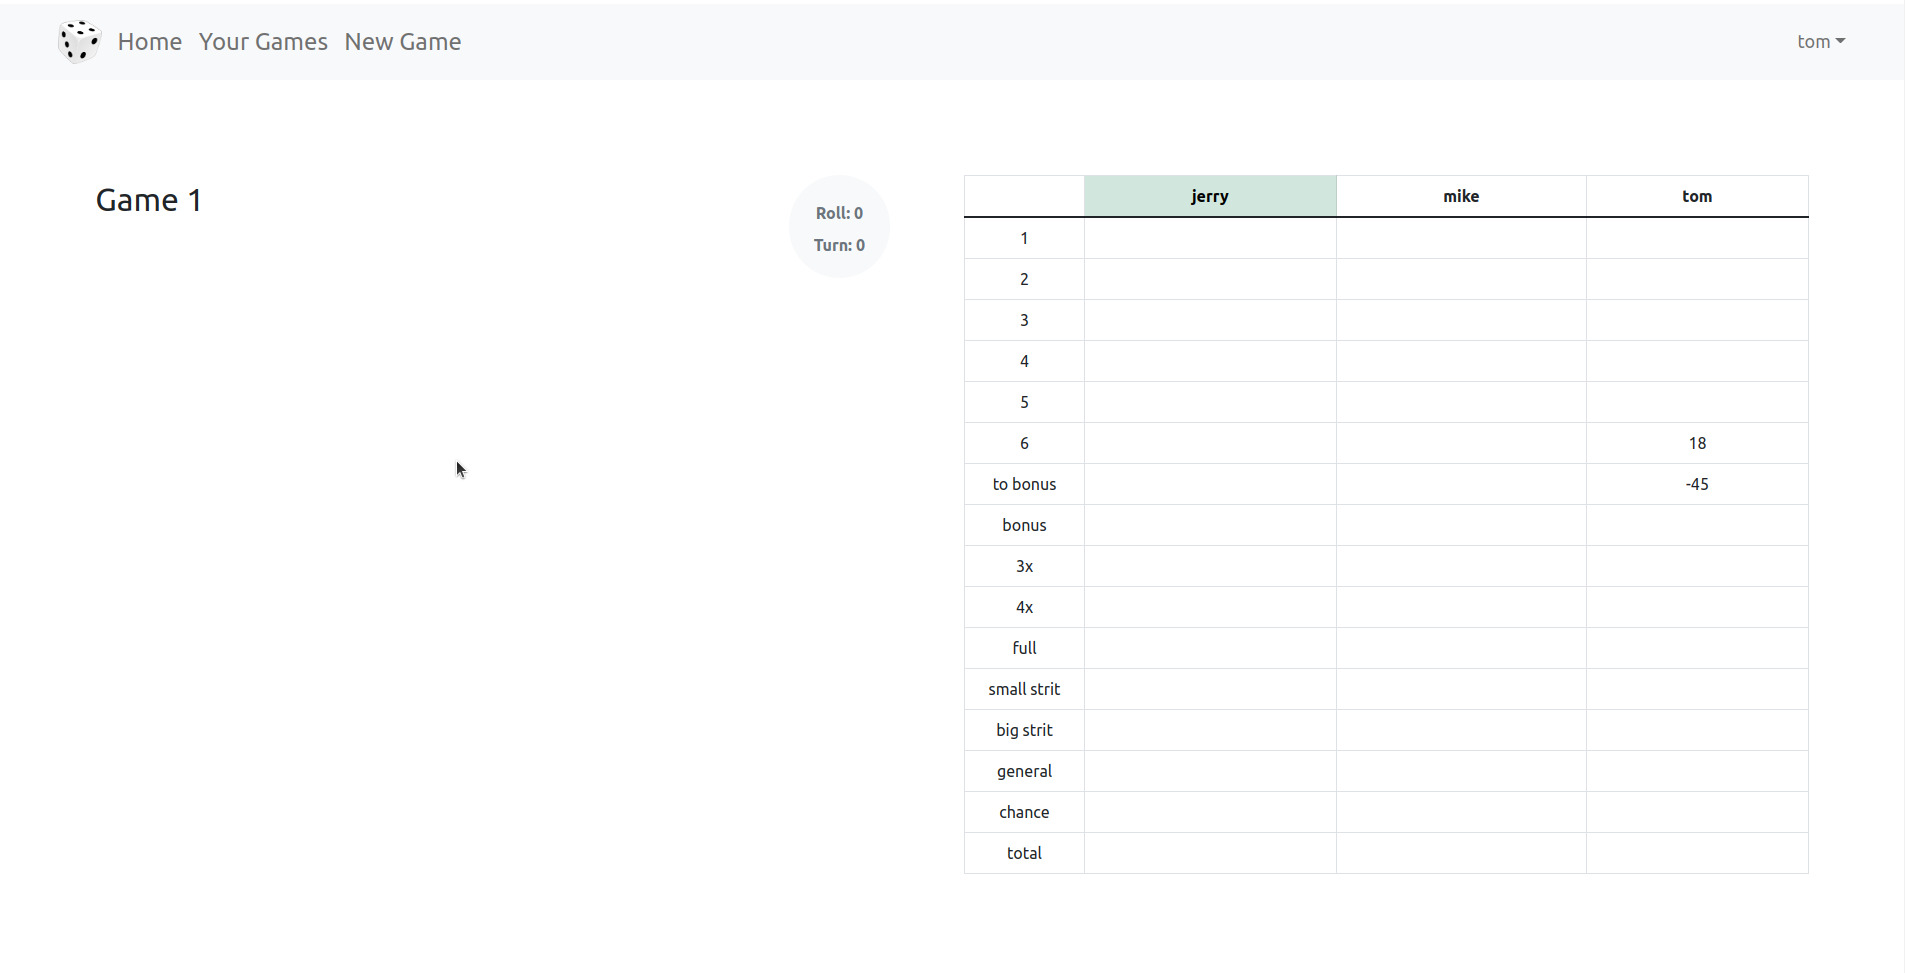 Home Your Games New Game tom
Game 1
Roll: 0
Turn: 0
jerry mike tom
1
2
3
4
5
6 18
to bonus -45
bonus
3x
4x
full
small strit
big strit
general
chance
total